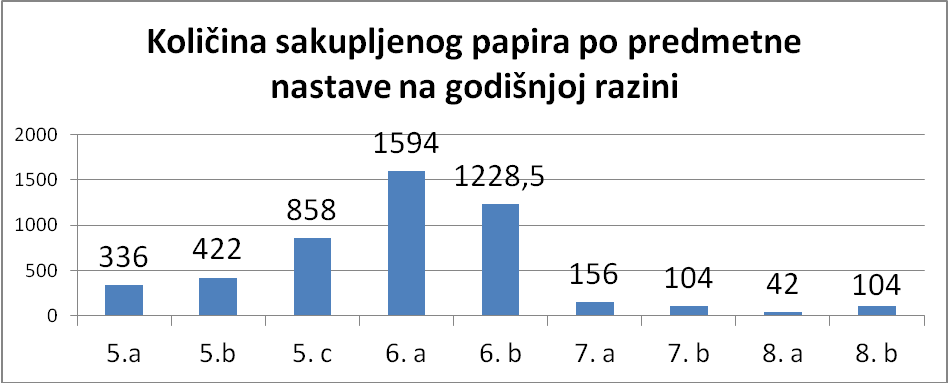 Količina sakupljenog papira po predmetne
nastave na godišnjoj razini
2000
1500
1000
500
0
336
422
858
1594
1228,5
156
104
42
104
5.a
5.b
5. c
6. a
6. b
7. a
7. b
8. a
8. b